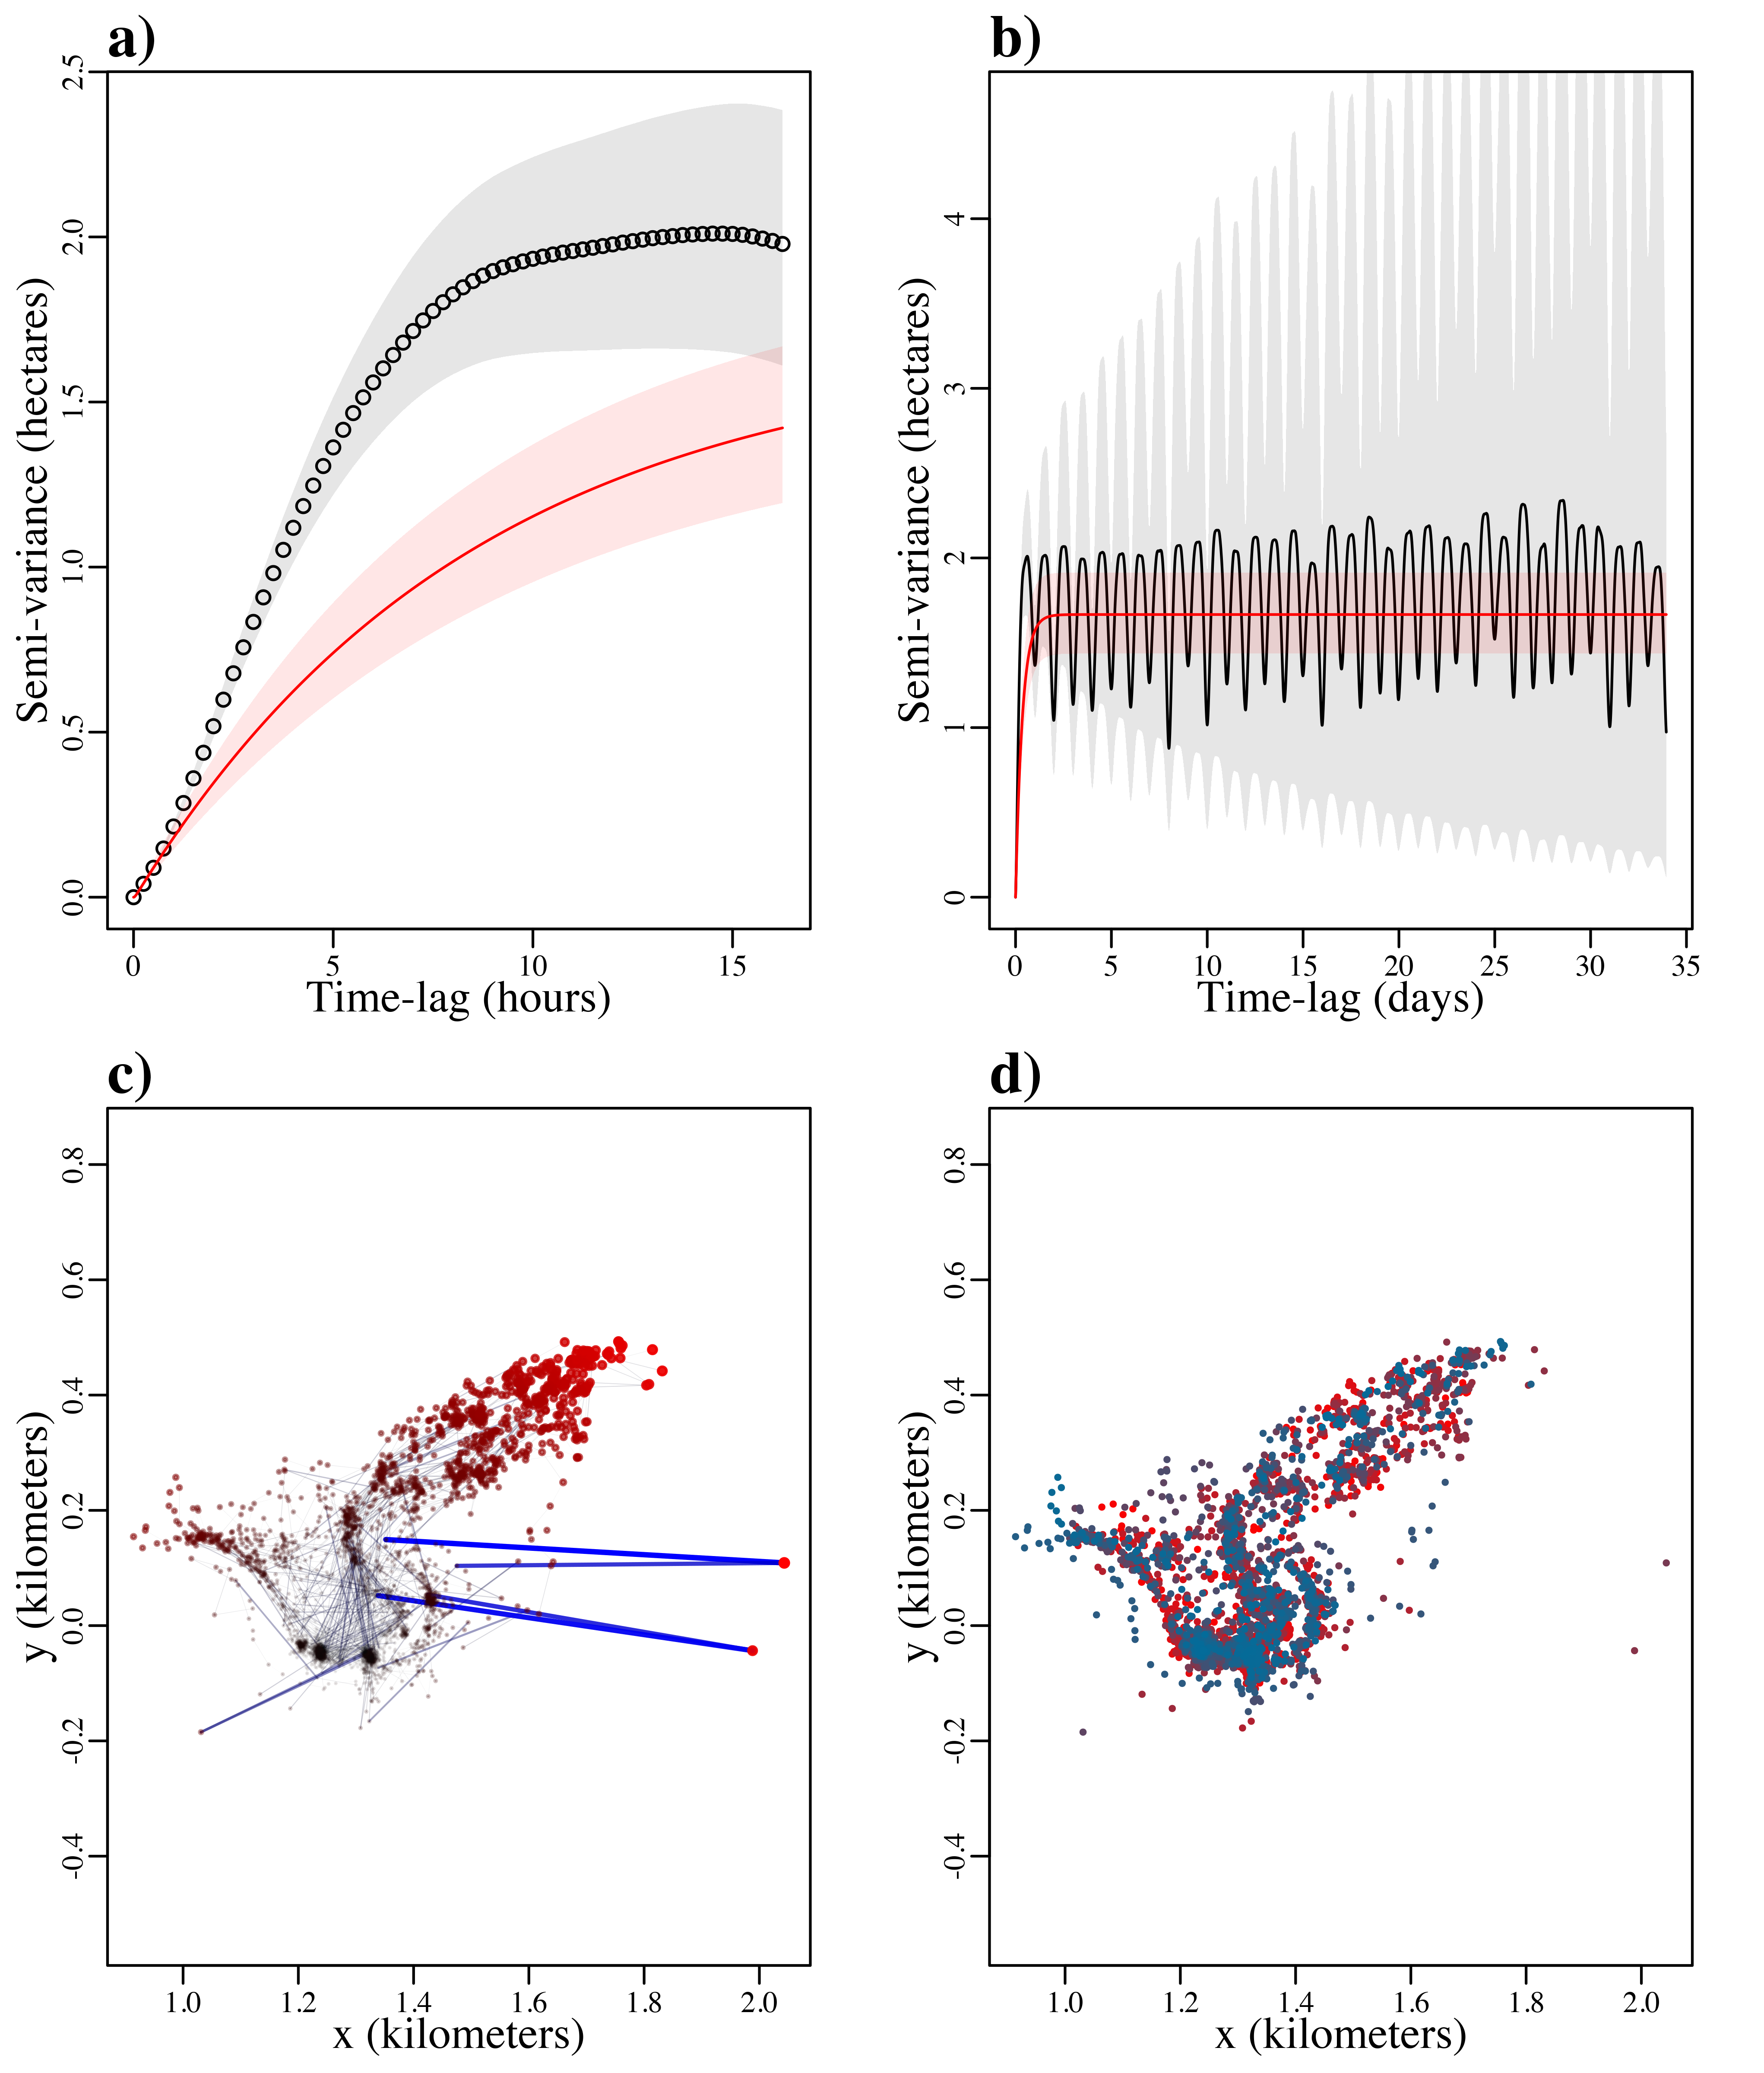 a)
Semi-variance (hectares)
2.5
2.0
1.5
1.0
0.5
0.0
0 5 10 15
Time-lag (hours)
b)
Semi-variance (hectares)
4
3
2
1
0
0 5 10 15 20 25 30 35
Time-lag (days)
c)
y (kilometers)
0.8
0.6
0.4
0.2
0.0
-0.2
-0.4
1.0 1.2 1.4 1.6 1.8 2.0
x (kilometers)
d)
y (kilometers)
0.8
0.6
0.4
0.2
0.0
-0.2
-0.4
1.0 1.2 1.4 1.6 1.8 2.0
x (kilometers)